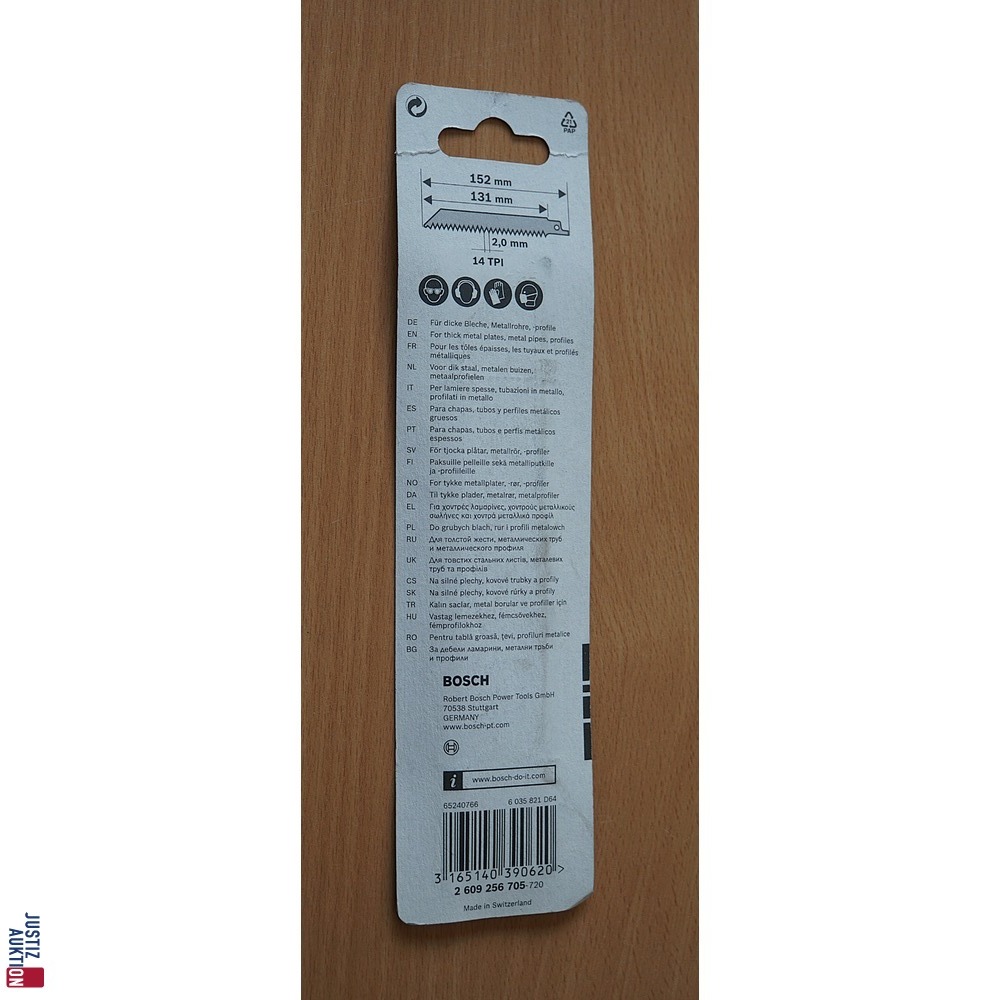 21
PAP
152 mm
131 mm
2,0 mm
14 TPI
DE Für dicke Bleche, Metallrohre, -profile
EN For thick metal plates, metal pipes, profiles
FR Pour les tôles épaisses, les tuyaux et profilés
métalliques
NL Voor dik staal, metalen buizen,
metaalprofielen
IT Per lamiere spesse, tubazioni in metallo,
profilati in metallo
ES Para chapas, tubos y perfiles metálicos
gruesos
PT Para chapas, tubos e perfis metálicos
espessos
SV För tjocka plåtar, metallrör, -profiler
FI Paksuille pelleille sekä metalliputkille
ja -profiileille
NO For tykke metallplater, -rør, -profiler
DA Til tykke plader, metalrør, metalprofiler
EL Για χοντρές λαμαρίνες, χοντρούς μεταλλικούς
σωλήνες και χοντρά μεταλλικά προφίλ
PL Do grubych blach, rur i profili metalowch
RU Для толстой жести, металлических труб
и металлического профиля
UK Для товстих стальних листів, металевих
труб та профілів
CS Na silné plechy, kovové trubky a profily
SK Na silné plechy, kovové rúrky a profily
TR Kalın saclar, metal borular ve profiller için
HU Vastag lemezekhez, fémcsövekhez,
fémprofilokhoz
RO Pentru tablă groasă, ţevi, profiluri metalice
BG За дебели ламарини, метални тръби
и профили
BOSCH
Robert Bosch Power Tools GmbH
70538 Stuttgart
GERMANY
www.bosch-pt.com
i www.bosch-do-it.com
65240766 6 035 821 D64
3 165140 390620 >
2 609 256 705-720
Made in Switzerland
JUSTIZ
AUKTION